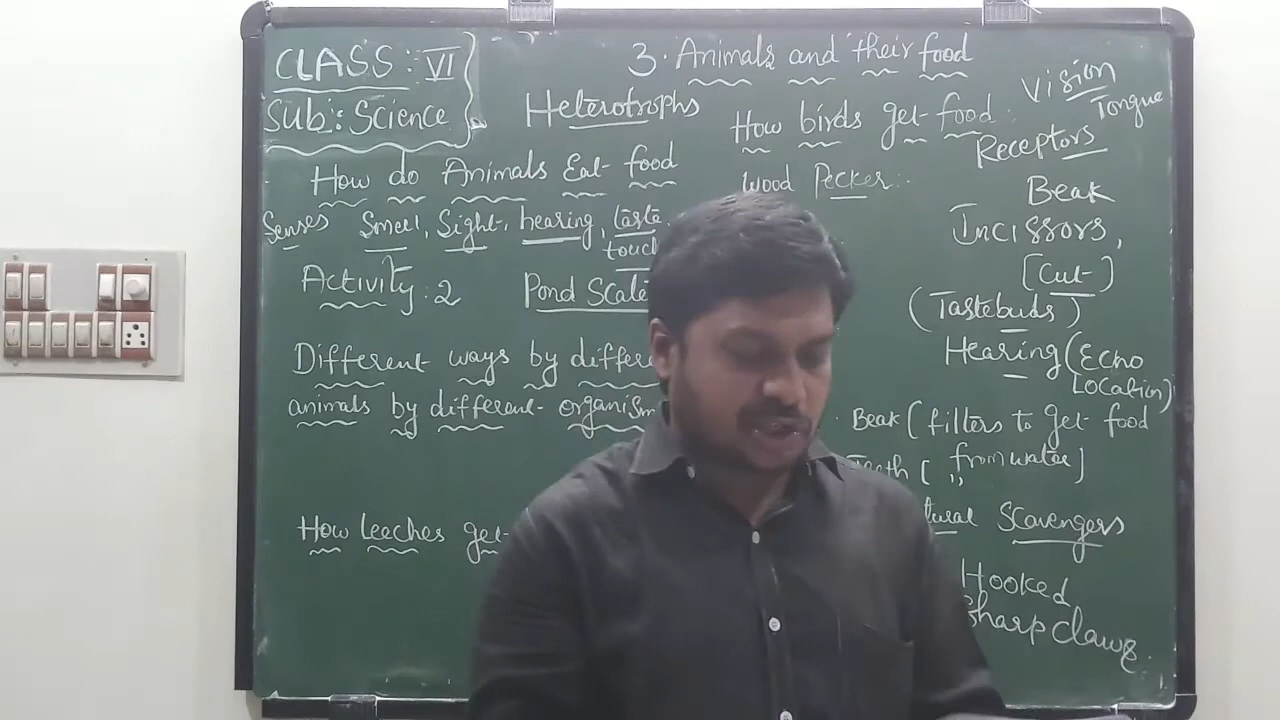 CLASS: VI
Sub: Science
3. Animals and their food
Heterotrophs
How do Animals Eat food
Senses Smell, Sight, hearing, taste,
touch
Activity: 2
Pond Scate
Different ways by differe
animals by different organism
How leeches get
How birds get food:
Wood Pecker:
Vision
Tongue
Receptors
Beak
Incissors,
[Cut]
(Tastebuds)
Hearing (Echo
Location)
Beak (filters to get food
Teeth [ ,, from water]
tural Scavengers
Hooked
Sharp claws.